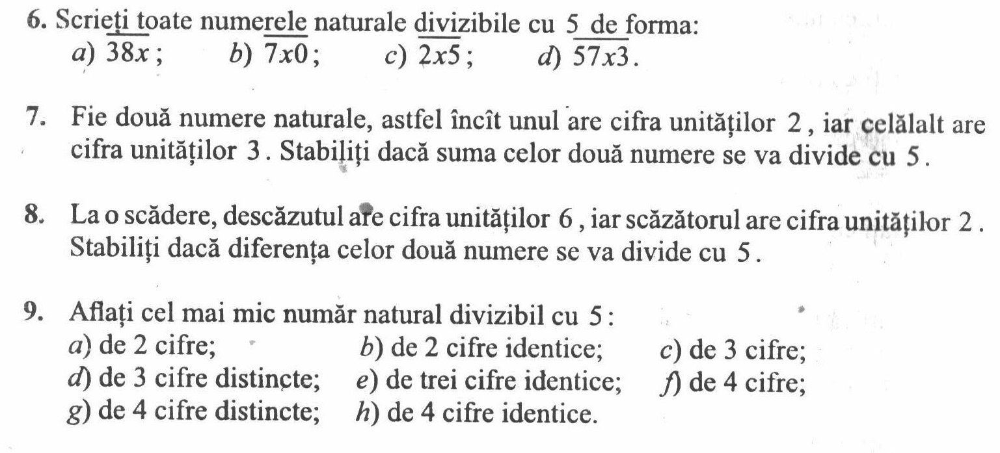 6. Scrieți toate numerele naturale divizibile cu 5 de forma:
a) 38x; b) 7x0; c) 2x5; d) 57x3.
7. Fie două numere naturale, astfel încît unul are cifra unităților 2, iar celălalt are
cifra unităților 3. Stabiliți dacă suma celor două numere se va divide cu 5.
8. La o scădere, descăzutul are cifra unităților 6, iar scăzătorul are cifra unităților 2.
Stabiliți dacă diferența celor două numere se va divide cu 5.
9. Aflați cel mai mic număr natural divizibil cu 5:
a) de 2 cifre; b) de 2 cifre identice; c) de 3 cifre;
d) de 3 cifre distincte; e) de trei cifre identice; f) de 4 cifre;
g) de 4 cifre distincte; h) de 4 cifre identice.